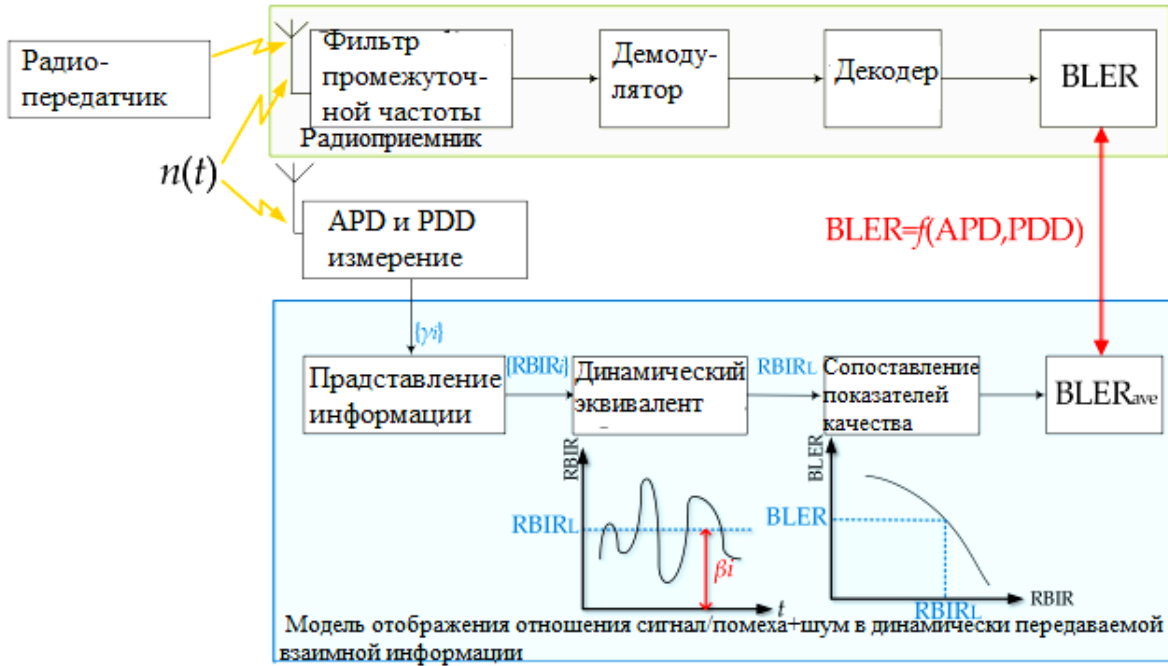 Радио-
передатчик
Фильтр
промежуточ-
ной частоты
Демоду-
лятор
Декодер
BLER
Радиоприемник
n(t)
APD и PDD
измерение
BLER=f(APD,PDD)
{γi}
Прадставление
информации
{RBIRi}
Динамический
эквивалент
RBIRL
Сопоставление
показателей
качества
BLERave
RBIR
RBIRL
βi
t
BLER
BLER
RBIRL
RBIR
Модель отображения отношения сигнал/помеха+шум в динамически передаваемой
взаимной информации